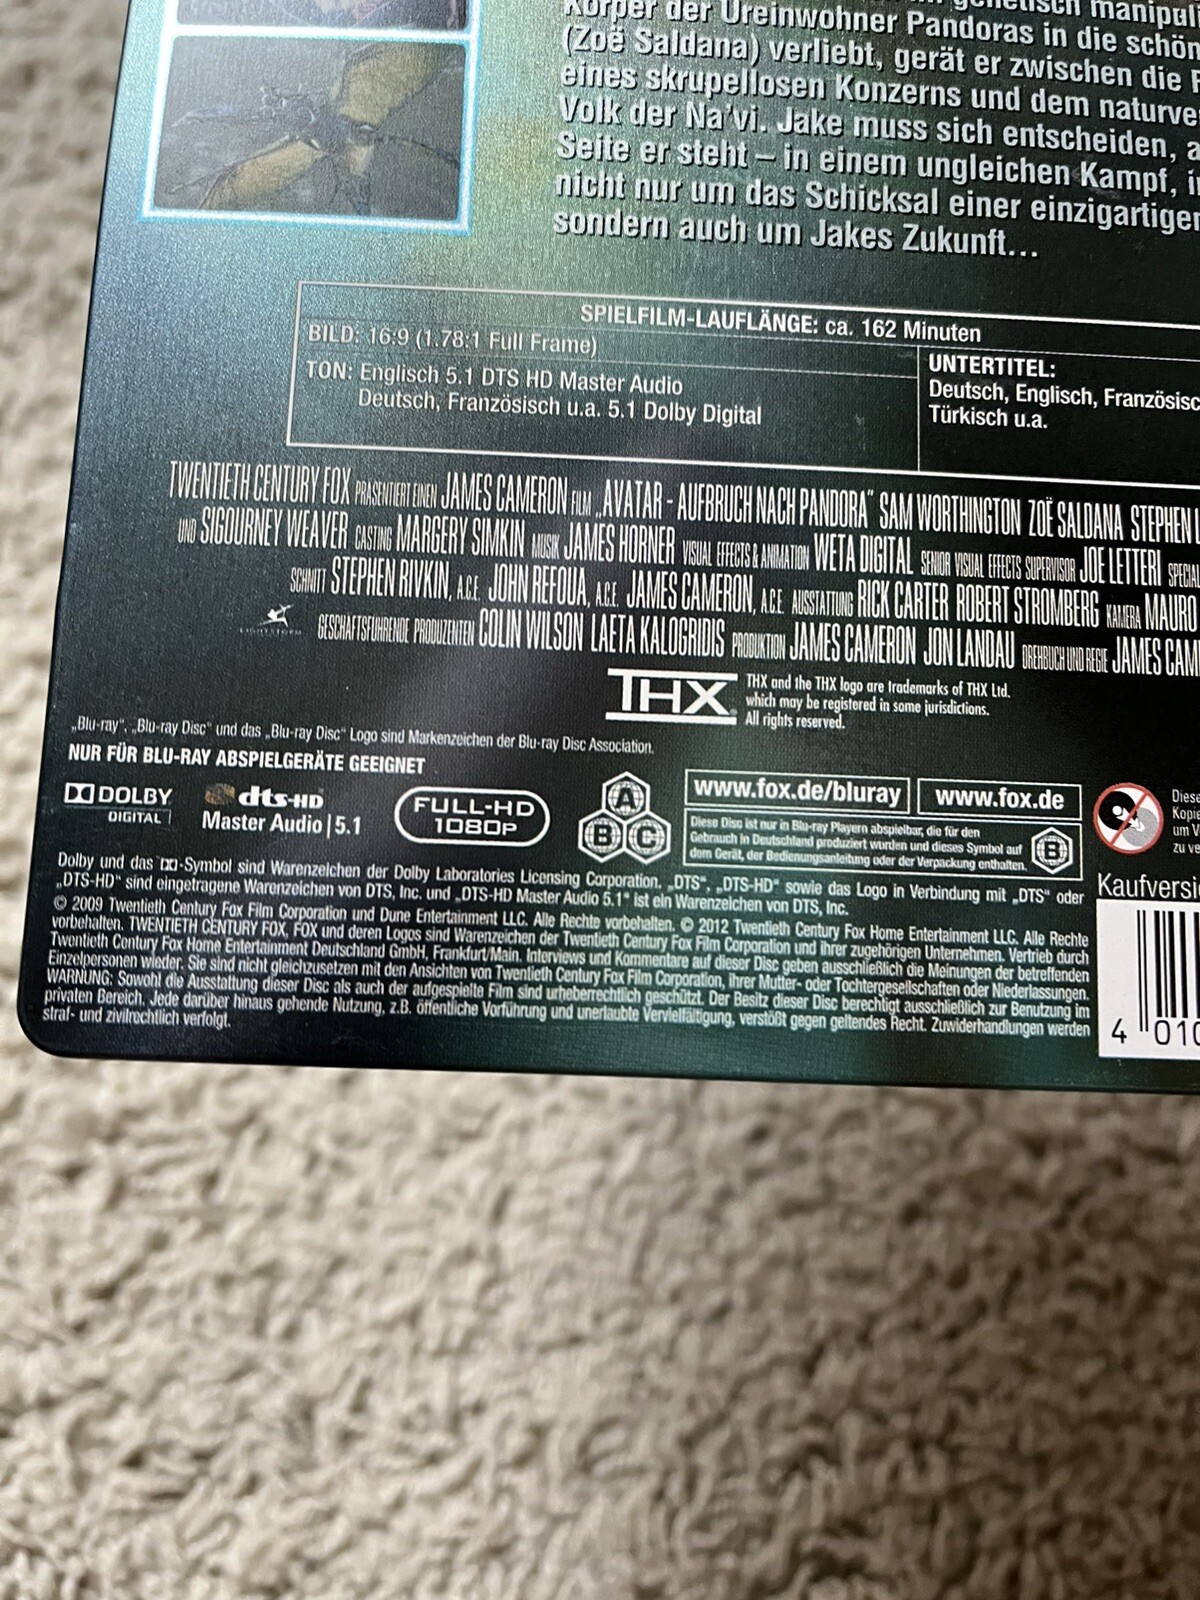 genetisch manipul
Körper der Ureinwohner Pandoras in die schön
(Zoë Saldana) verliebt, gerät er zwischen die F
eines skrupellosen Konzerns und dem naturve
Volk der Na'vi. Jake muss sich entscheiden, a
Seite er steht – in einem ungleichen Kampf, i
nicht nur um das Schicksal einer einzigartigen
sondern auch um Jakes Zukunft...
SPIELFILM-LAUFLÄNGE: ca. 162 Minuten
BILD: 16:9 (1.78:1 Full Frame)
TON: Englisch 5.1 DTS HD Master Audio
Deutsch, Französisch u.a. 5.1 Dolby Digital
UNTERTITEL:
Deutsch, Englisch, Französisc
Türkisch u.a.
TWENTIETH CENTURY FOX PRÄSENTIERT EINEN JAMES CAMERON FILM „AVATAR - AUFBRUCH NACH PANDORA" SAM WORTHINGTON ZOË SALDANA STEPHEN L
UND SIGOURNEY WEAVER CASTING MARGERY SIMKIN MUSIK JAMES HORNER VISUAL EFFECTS & ANIMATION WETA DIGITAL SENIOR VISUAL EFFECTS SUPERVISOR JOE LETTERI SPECIAL
SCHNITT STEPHEN RIVKIN, A.C.E. JOHN REFOUA, A.C.E. JAMES CAMERON, A.C.E. AUSSTATTUNG RICK CARTER ROBERT STROMBERG KAMERA MAURO
LIGHTSTORM GESCHÄFTSFÜHRENDE PRODUZENTEN COLIN WILSON LAETA KALOGRIDIS PRODUKTION JAMES CAMERON JON LANDAU DREHBUCH UND REGIE JAMES CAM
THX
THX and the THX logo are trademarks of THX Ltd.
which may be registered in some jurisdictions.
All rights reserved.
„Blu-ray", „Blu-ray Disc" und das „Blu-ray Disc" Logo sind Markenzeichen der Blu-ray Disc Association.
NUR FÜR BLU-RAY ABSPIELGERÄTE GEEIGNET
DOLBY
DIGITAL
dts-HD
Master Audio | 5.1
FULL-HD
1080P
A
B C
www.fox.de/bluray
www.fox.de
Diese Disc ist nur in Blu-ray Playern abspielbar, die für den
Gebrauch in Deutschland produziert wurden und dieses Symbol auf
dem Gerät, der Bedienungsanleitung oder der Verpackung enthalten.
B
Diese
Kopie
um V
zu ve
Dolby und das -Symbol sind Warenzeichen der Dolby Laboratories Licensing Corporation. „DTS", „DTS-HD" sowie das Logo in Verbindung mit „DTS" oder
„DTS-HD" sind eingetragene Warenzeichen von DTS, Inc. und „DTS-HD Master Audio 5.1" ist ein Warenzeichen von DTS, Inc.
© 2009 Twentieth Century Fox Film Corporation und Dune Entertainment LLC. Alle Rechte vorbehalten. © 2012 Twentieth Century Fox Home Entertainment LLC. Alle Rechte
vorbehalten. TWENTIETH CENTURY FOX, FOX und deren Logos sind Warenzeichen der Twentieth Century Fox Film Corporation und ihrer zugehörigen Unternehmen. Vertrieb durch
Twentieth Century Fox Home Entertainment Deutschland GmbH, Frankfurt/Main. Interviews und Kommentare auf dieser Disc geben ausschließlich die Meinungen der betreffenden
Einzelpersonen wieder. Sie sind nicht gleichzusetzen mit den Ansichten von Twentieth Century Fox Film Corporation, ihrer Mutter- oder Tochtergesellschaften oder Niederlassungen.
WARNUNG: Sowohl die Ausstattung dieser Disc als auch der aufgespielte Film sind urheberrechtlich geschützt. Der Besitz dieser Disc berechtigt ausschließlich zur Benutzung im
privaten Bereich. Jede darüber hinaus gehende Nutzung, z.B. öffentliche Vorführung und unerlaubte Vervielfältigung, verstößt gegen geltendes Recht. Zuwiderhandlungen werden
straf- und zivilrechtlich verfolgt.
Kaufversi
4 010